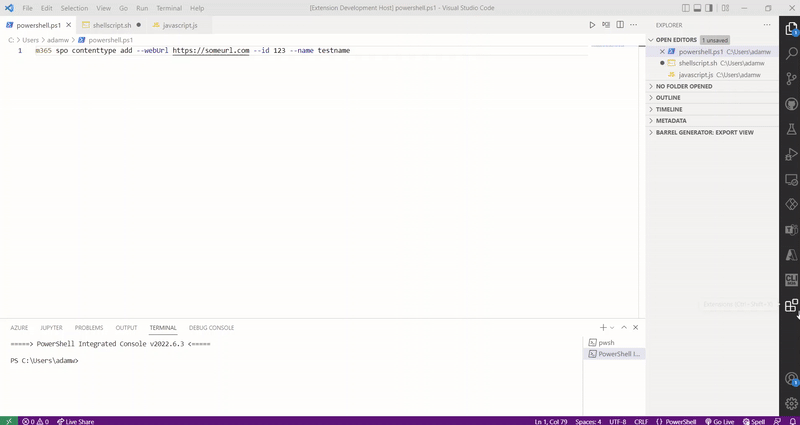 File Edit Selection View Go Run Terminal Help
[Extension Development Host] powershell.ps1 - Visual Studio Code
powershell.ps1
shellscript.sh
javascript.js
EXPLORER
C: > Users > adamw > powershell.ps1
1 m365 spo contenttype add --webUrl https://someurl.com --id 123 --name testname
OPEN EDITORS 1 unsaved
powershell.ps1 C:\Users\adamw
shellscript.sh C:\Users\adamw
javascript.js C:\Users\adamw
NO FOLDER OPENED
OUTLINE
TIMELINE
METADATA
BARREL GENERATOR: EXPORT VIEW
AZURE JUPYTER PROBLEMS OUTPUT TERMINAL DEBUG CONSOLE
=====> PowerShell Integrated Console v2022.6.3 <=====
PS C:\Users\adamw>
pwsh
PowerShell I...
0 0 Live Share
Ln 1, Col 79 Spaces: 4 UTF-8 CRLF {} PowerShell Go Live Spell